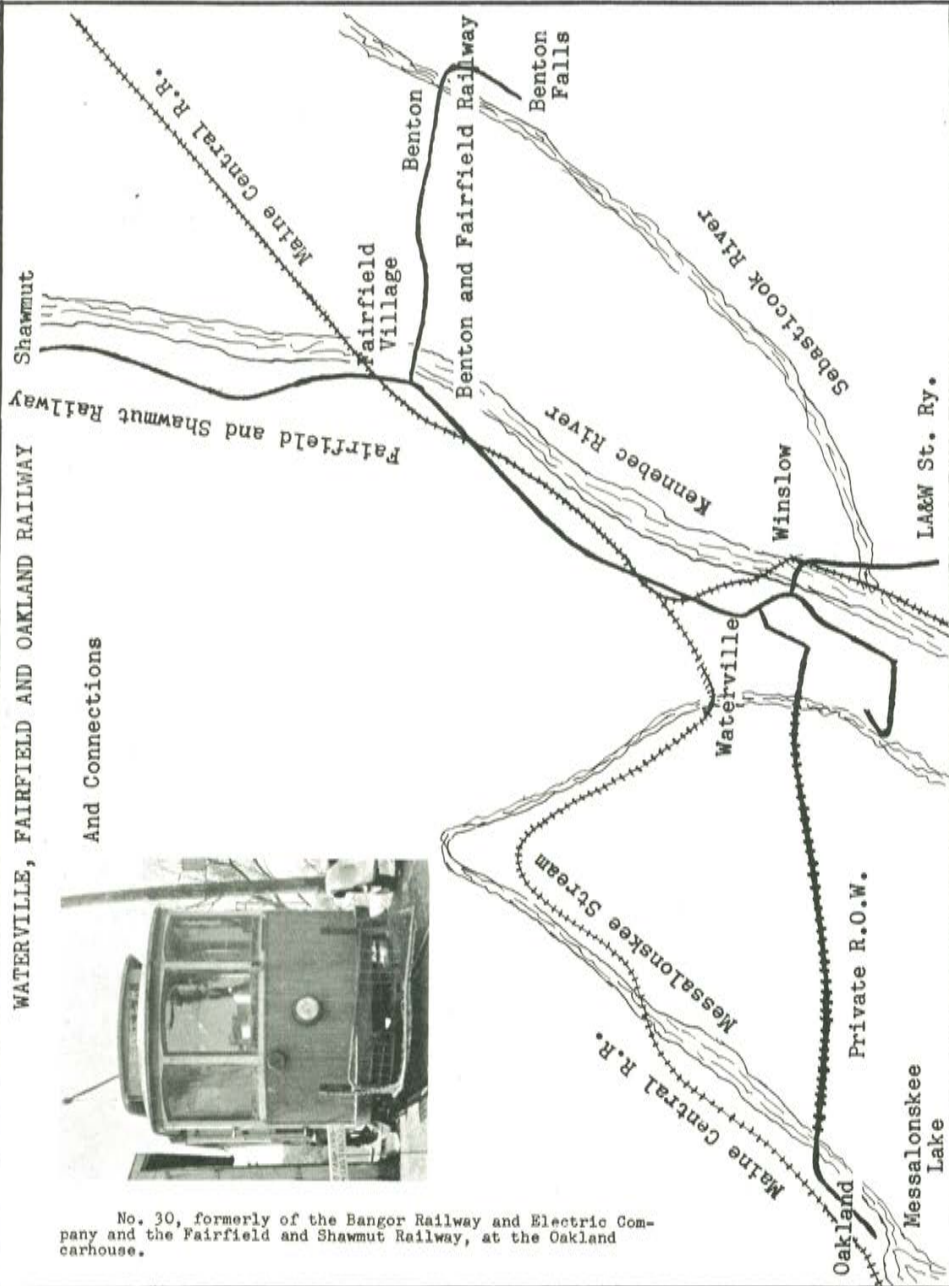 WATERVILLE, FAIRFIELD AND OAKLAND RAILWAY
And Connections
Shawmut
Fairfield and Shawmut Railway
Maine Central R.R.
Fairfield
Village
Benton
Benton and Fairfield Railway
Benton
Falls
Kennebec River
Sebasticook River
Winslow
LA&W St. Ry.
Waterville
Messalonskee Stream
Maine Central R.R.
Private R.O.W.
Oakland
Messalonskee
Lake
No. 30, formerly of the Bangor Railway and Electric Com-
pany and the Fairfield and Shawmut Railway, at the Oakland
carhouse.